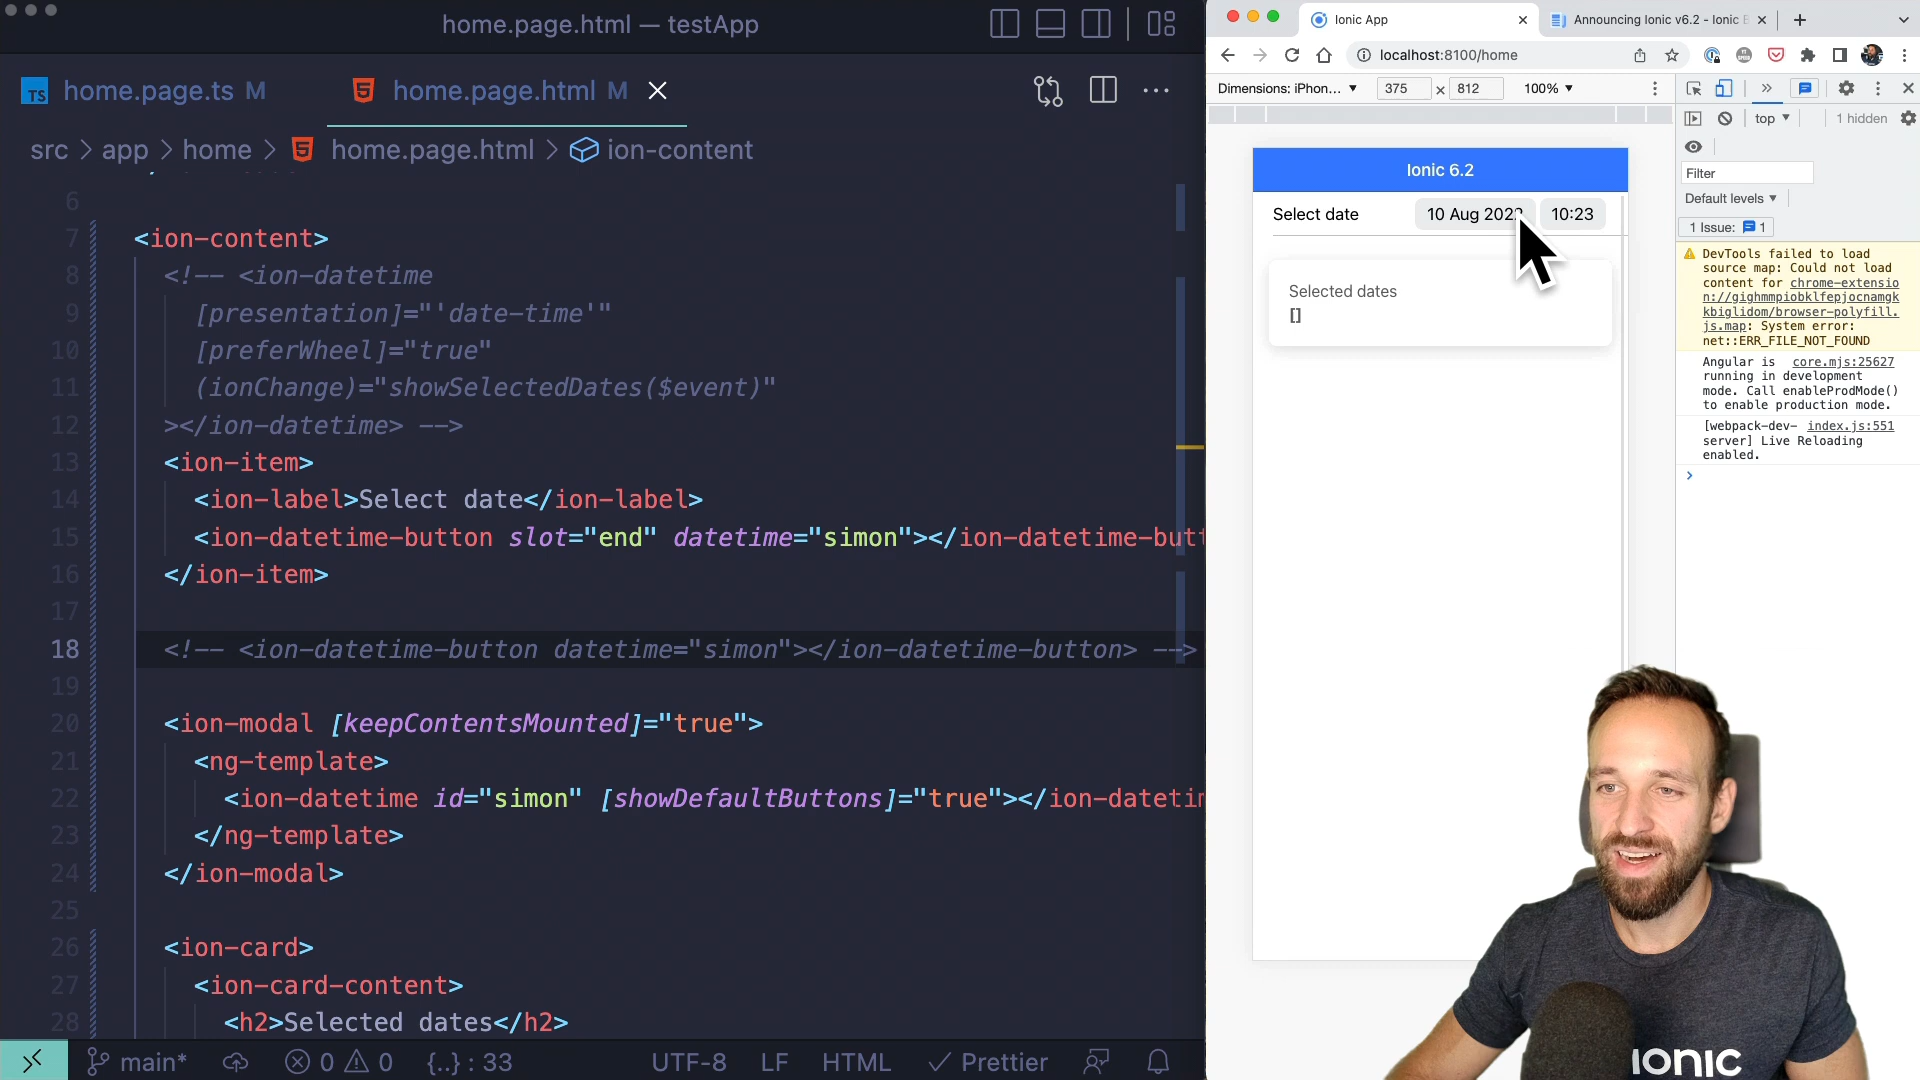 home.page.html — testApp
TS home.page.ts M
home.page.html M
src > app > home > home.page.html > ion-content
6
7 <ion-content>
8 <!-- <ion-datetime
9 [presentation]="'date-time'"
10 [preferWheel]="true"
11 (ionChange)="showSelectedDates($event)"
12 ></ion-datetime> -->
13 <ion-item>
14 <ion-label>Select date</ion-label>
15 <ion-datetime-button slot="end" datetime="simon"></ion-datetime-butt
16 </ion-item>
17
18 <!-- <ion-datetime-button datetime="simon"></ion-datetime-button> -->
19
20 <ion-modal [keepContentsMounted]="true">
21 <ng-template>
22 <ion-datetime id="simon" [showDefaultButtons]="true"></ion-datetim
23 </ng-template>
24 </ion-modal>
25
26 <ion-card>
27 <ion-card-content>
28 <h2>Selected dates</h2>
main* 0 0 {..} : 33 UTF-8 LF HTML Prettier
Ionic App
Announcing Ionic v6.2 - Ionic
localhost:8100/home
Dimensions: iPhon... 375 × 812 100%
Ionic 6.2
Select date 10 Aug 2022 10:23
Selected dates
[]
top 1 hidden
Filter
Default levels
1 Issue: 1
DevTools failed to load
source map: Could not load
content for chrome-extensio
n://gighmmpiobklfepjocnamgk
kbiglidom/browser-polyfill.
js.map: System error:
net::ERR_FILE_NOT_FOUND
Angular is core.mjs:25627
running in development
mode. Call enableProdMode()
to enable production mode.
[webpack-dev- index.js:551
server] Live Reloading
enabled.
IONIC